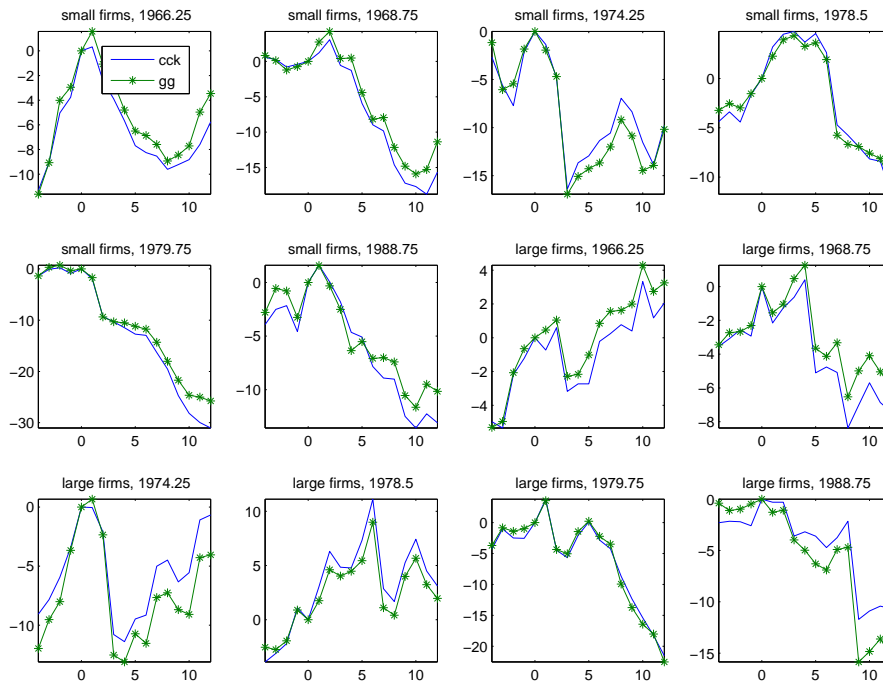 small firms, 1966.25
small firms, 1968.75
small firms, 1974.25
small firms, 1978.5
cck
gg
0
−2
−4
−6
−8
−10
0 5 10
0
−5
−10
−15
0 5 10
0
−5
−10
−15
0 5 10
0
−5
−10
0 5 10
small firms, 1979.75
small firms, 1988.75
large firms, 1966.25
large firms, 1968.75
0
−10
−20
−30
0 5 10
0
−5
−10
0 5 10
4
2
0
−2
−4
0 5 10
0
−2
−4
−6
−8
0 5 10
large firms, 1974.25
large firms, 1978.5
large firms, 1979.75
large firms, 1988.75
0
−5
−10
0 5 10
10
5
0
0 5 10
0
−5
−10
−15
−20
0 5 10
0
−5
−10
−15
0 5 10